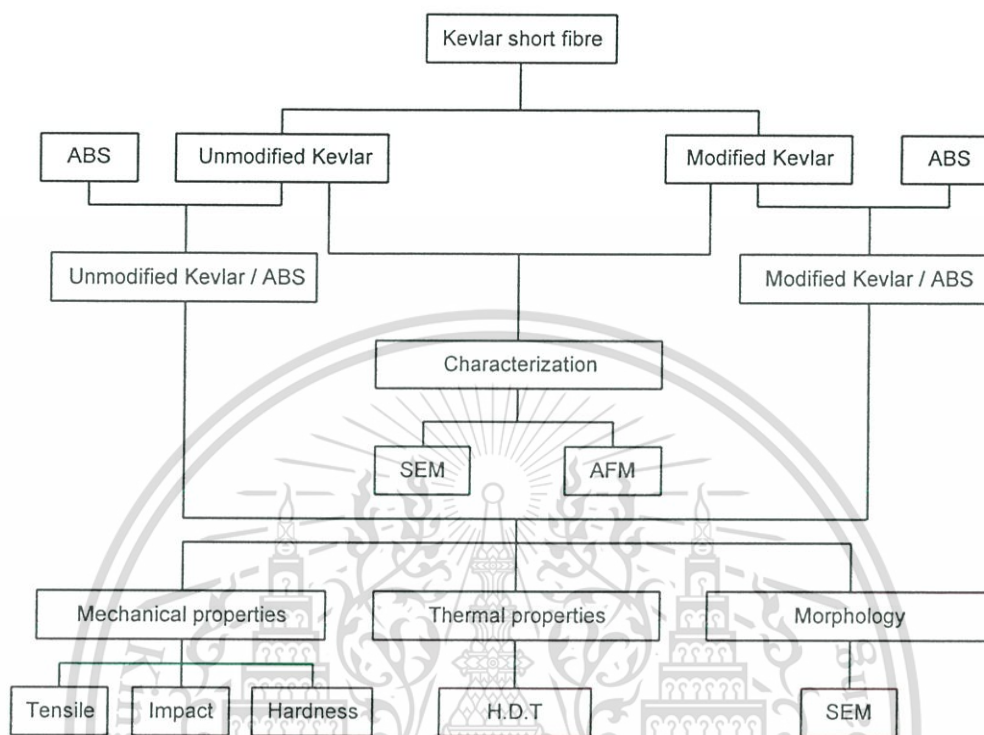 Kevlar short fibre
ABS
Unmodified Kevlar
Modified Kevlar
ABS
Unmodified Kevlar / ABS
Modified Kevlar / ABS
Characterization
SEM
AFM
Mechanical properties
Thermal properties
Morphology
Tensile
Impact
Hardness
H.D.T
SEM